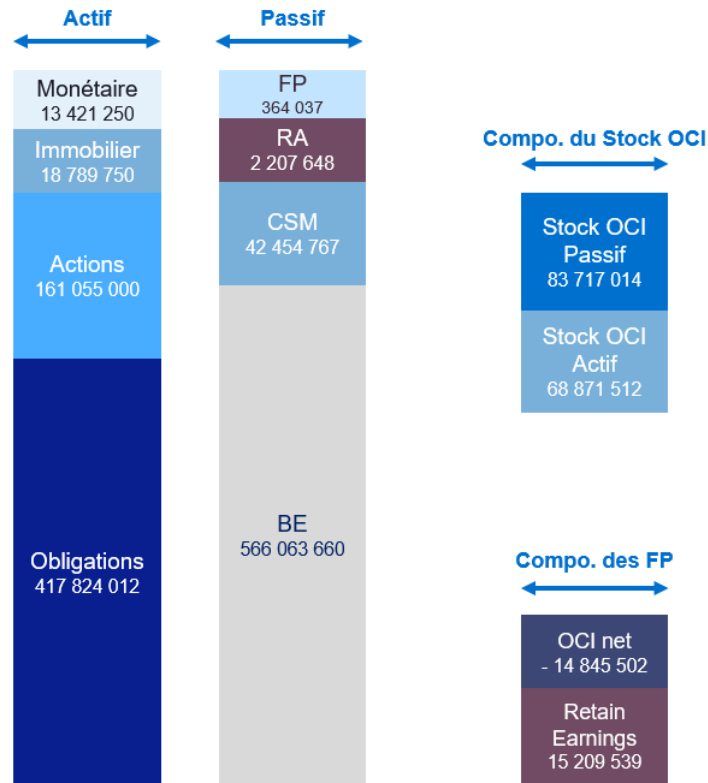 Actif
Monétaire
13 421 250
Immobilier
18 789 750
Actions
161 055 000
Obligations
417 824 012
Passif
FP
364 037
RA
2 207 648
CSM
42 454 767
BE
566 063 660
Compo. du Stock OCI
Stock OCI
Passif
83 717 014
Stock OCI
Actif
68 871 512
Compo. des FP
OCI net
- 14 845 502
Retain
Earnings
15 209 539